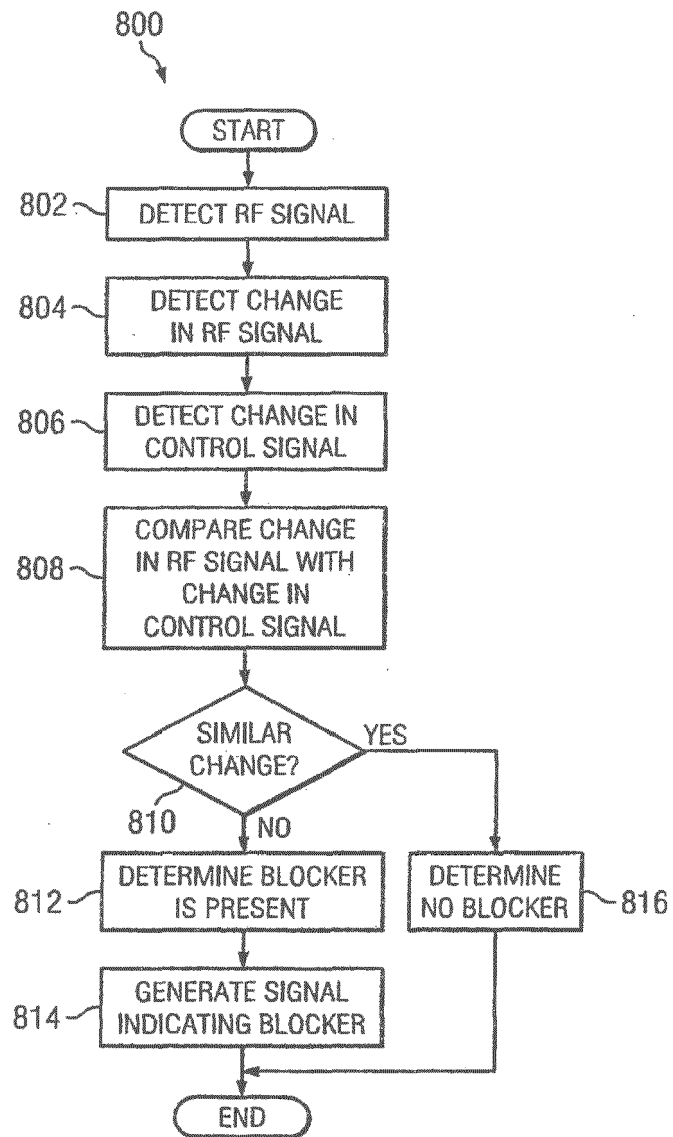 800
START
802
DETECT RF SIGNAL
804
DETECT CHANGE
IN RF SIGNAL
806
DETECT CHANGE IN
CONTROL SIGNAL
808
COMPARE CHANGE
IN RF SIGNAL WITH
CHANGE IN
CONTROL SIGNAL
SIMILAR
CHANGE?
YES
810
NO
812
DETERMINE BLOCKER
IS PRESENT
DETERMINE
NO BLOCKER
816
814
GENERATE SIGNAL
INDICATING BLOCKER
END